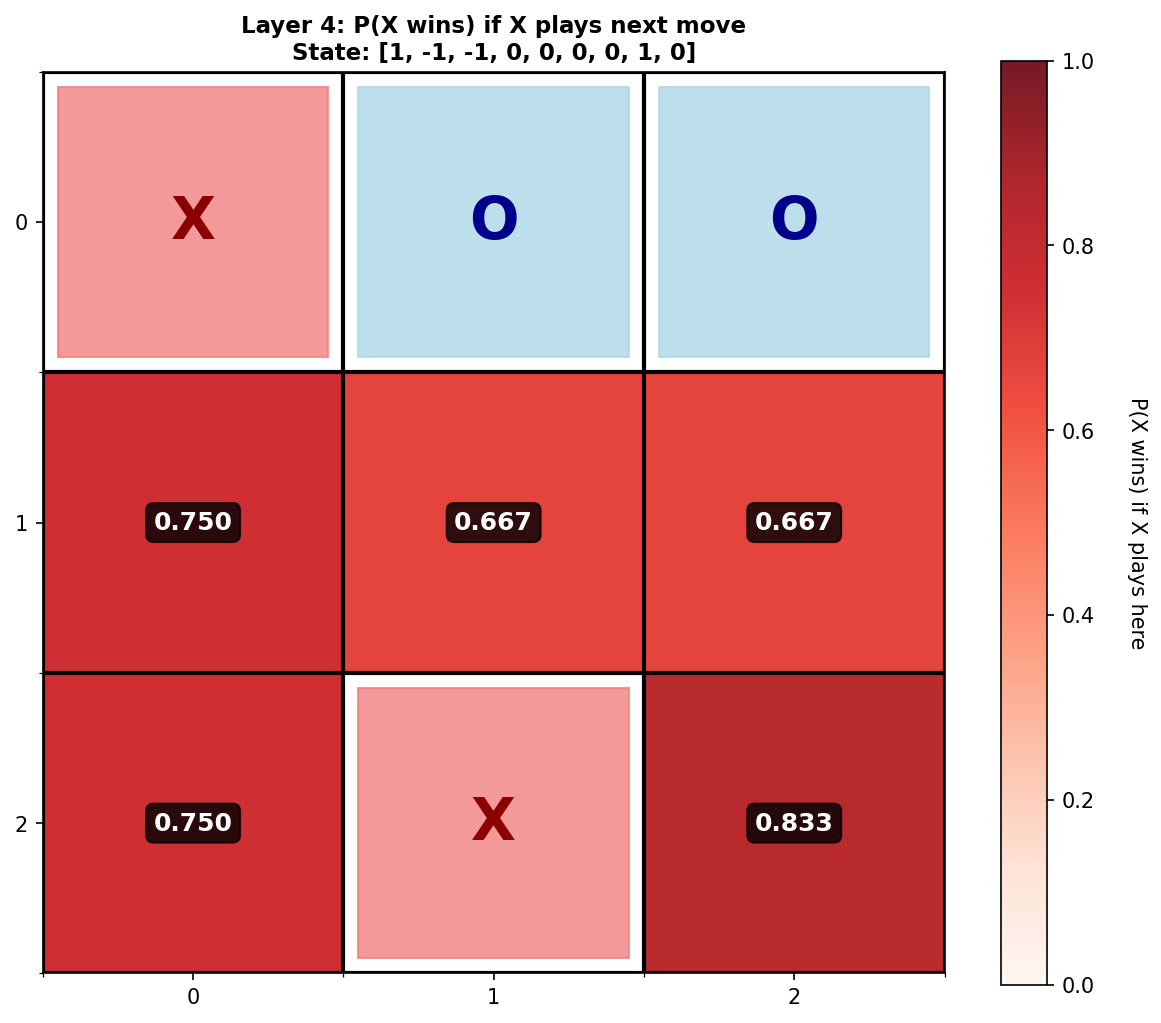 Layer 4: P(X wins) if X plays next move
State: [1, -1, -1, 0, 0, 0, 0, 1, 0]
0
X
O
O
1
0.750
0.667
0.667
2
0.750
X
0.833
0
1
2
1.0
0.8
0.6
0.4
0.2
0.0
P(X wins) if X plays here